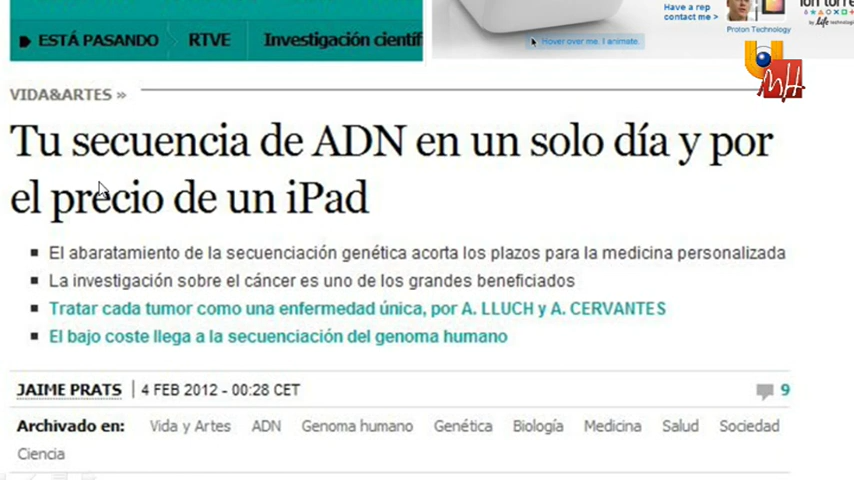 Have a rep
contact me >
Proton Technology
by life technologies
Hover over me. I animate.
ESTÁ PASANDO
RTVE
Investigación científ
VIDA&ARTES »
Tu secuencia de ADN en un solo día y por
el precio de un iPad
El abaratamiento de la secuenciación genética acorta los plazos para la medicina personalizada
La investigación sobre el cáncer es uno de los grandes beneficiados
Tratar cada tumor como una enfermedad única, por A. LLUCH y A. CERVANTES
El bajo coste llega a la secuenciación del genoma humano
JAIME PRATS | 4 FEB 2012 - 00:28 CET
9
Archivado en: Vida y Artes ADN Genoma humano Genética Biología Medicina Salud Sociedad
Ciencia